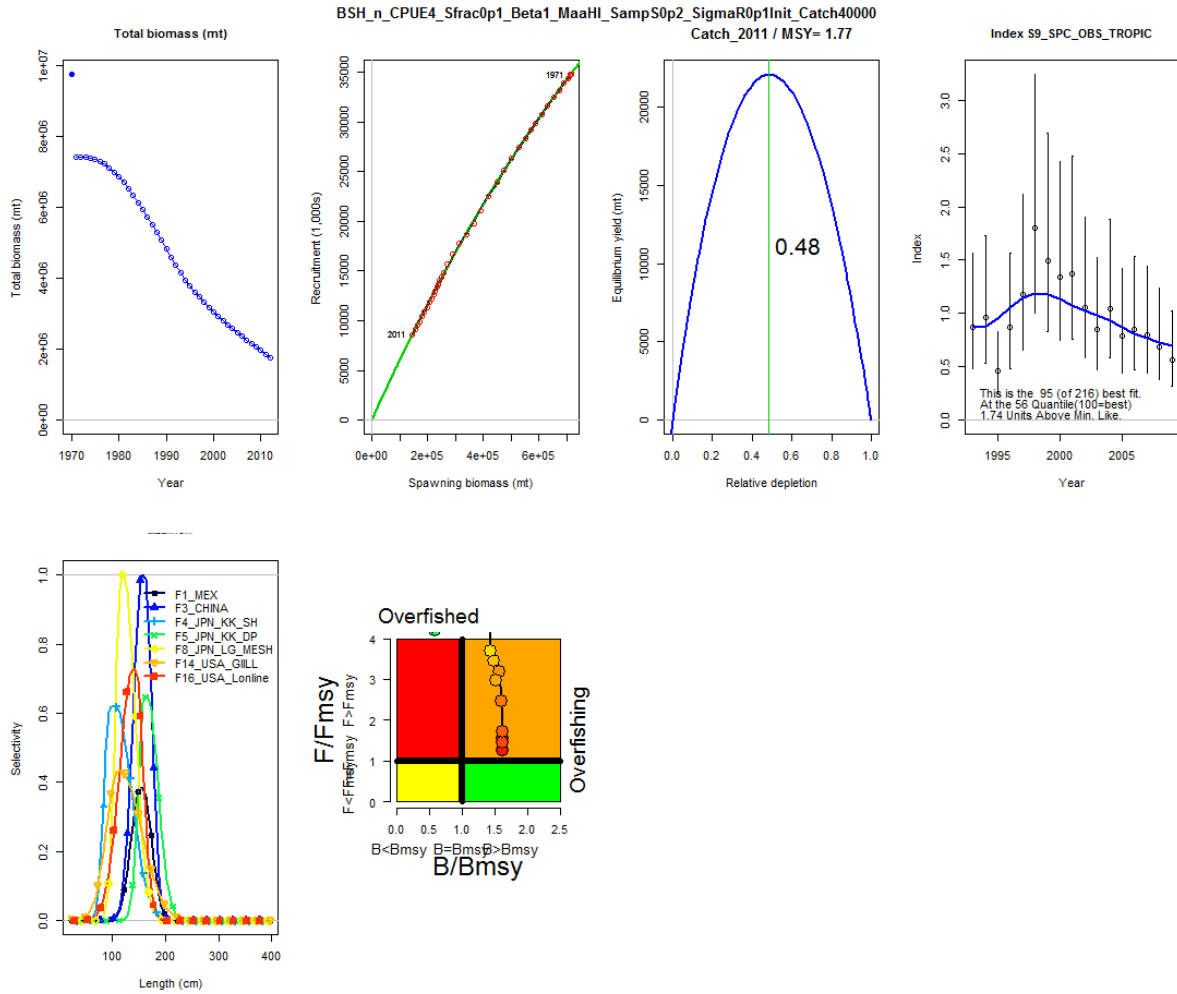 BSH_n_CPUE4_Sfrac0p1_Beta1_MaaHI_SampS0p2_SigmaR0p1Init_Catch40000
Total biomass (mt)
Catch_2011 / MSY= 1.77
Index S9_SPC_OBS_TROPIC
Total biomass (mt)
0e+00
2e+06
4e+06
6e+06
8e+06
1e+07
1970
1980
1990
2000
2010
Year
Recruitment (1,000s)
0
5000
10000
15000
20000
25000
30000
35000
1971
2011
0e+00
2e+05
4e+05
6e+05
Spawning biomass (mt)
Equilibrium yield (mt)
0
5000
10000
15000
20000
0.48
0.0
0.2
0.4
0.6
0.8
1.0
Relative depletion
Index
0.0
0.5
1.0
1.5
2.0
2.5
3.0
This is the 95 (of 216) best fit.
At the 56 Quantile(100=best)
1.74 Units Above Min. Like.
1995
2000
2005
Year
Selectivity
0.0
0.2
0.4
0.6
0.8
1.0
F1_MEX
F3_CHINA
F4_JPN_KK_SH
F5_JPN_KK_DP
F8_JPN_LG_MESH
F14_USA_GIILL
F16_USA_Lonline
100
200
300
400
Length (cm)
Overfished
Overfishing
F/Fmsy
F>Fmsy
0
1
2
3
4
0.0
0.5
1.0
1.5
2.0
2.5
B<Bmsy
B=Bmsy
B>Bmsy
B/Bmsy